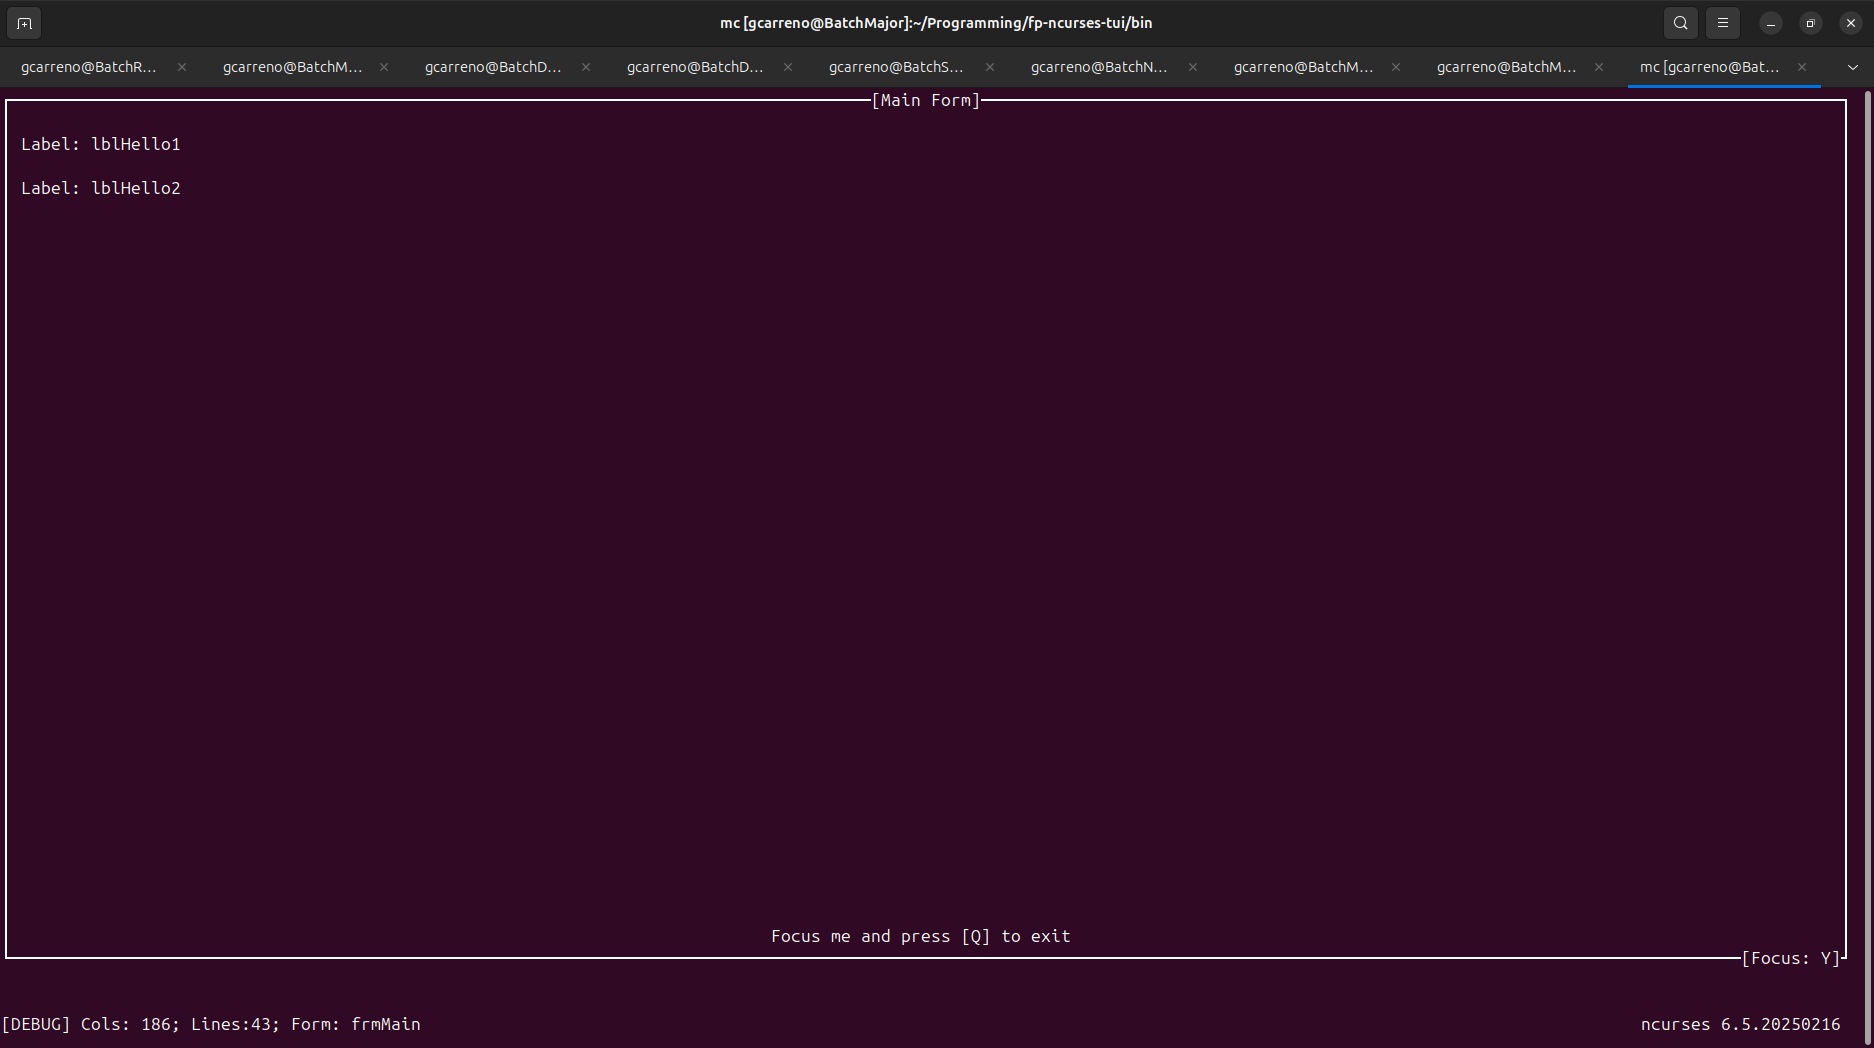 mc [gcarreno@BatchMajor]:~/Programming/fp-ncurses-tui/bin
gcarreno@BatchR... gcarreno@BatchM... gcarreno@BatchD... gcarreno@BatchD... gcarreno@BatchS... gcarreno@BatchN... gcarreno@BatchM... gcarreno@BatchM... mc [gcarreno@Bat...
[Main Form]
Label: lblHello1
Label: lblHello2
Focus me and press [Q] to exit
[Focus: Y]
[DEBUG] Cols: 186; Lines:43; Form: frmMain ncurses 6.5.20250216